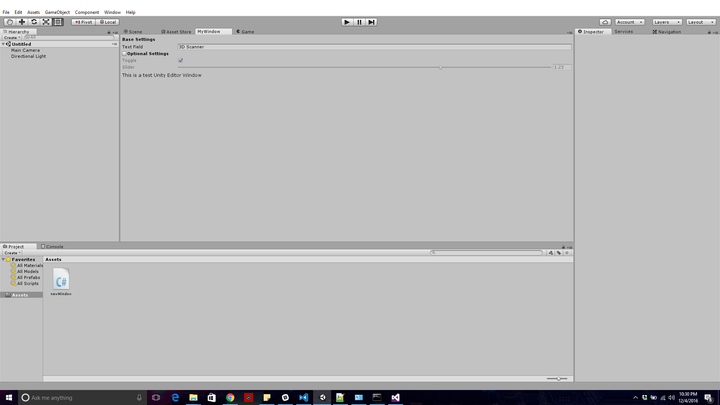 File Edit Assets GameObject Component Window Help
Pivot Local
Account Layers Layout
Hierarchy
Create
Untitled
Main Camera
Directional Light
Scene Asset Store MyWindow Game
Base Settings
Text Field 3D Scanner
Optional Settings
Toggle
Slider 1.23
This is a test Unity Editor Window
Inspector Services Navigation
Project Console
Create
Favorites
All Materials
All Models
All Prefabs
All Scripts
Assets
Assets
C#
Ask me anything
10:30 PM
12/4/2016